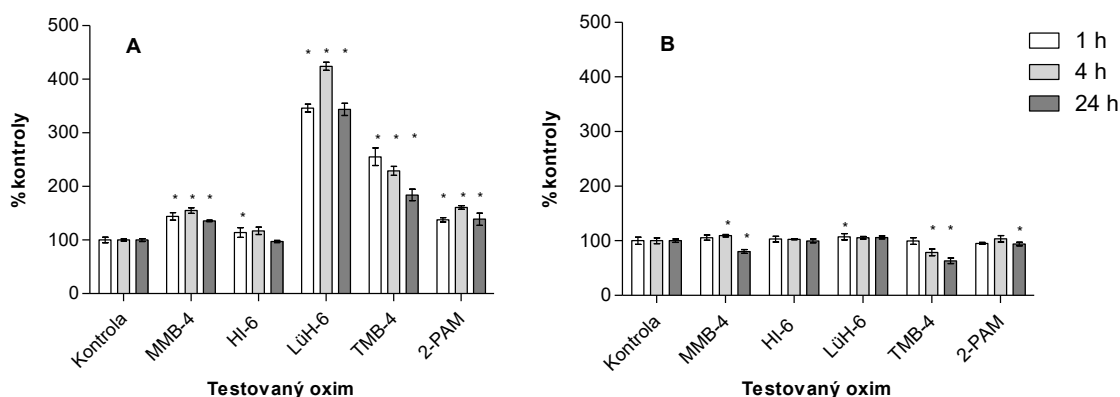 A
500
400
300
200
100
0
% kontroly
* * *
*
* * *
* * *
* * *
Kontrola
MMB-4
HI-6
LüH-6
TMB-4
2-PAM
Testovaný oxim
B
500
400
300
200
100
0
% kontroly
* *
*
* *
*
Kontrola
MMB-4
HI-6
LüH-6
TMB-4
2-PAM
Testovaný oxim
1 h
4 h
24 h